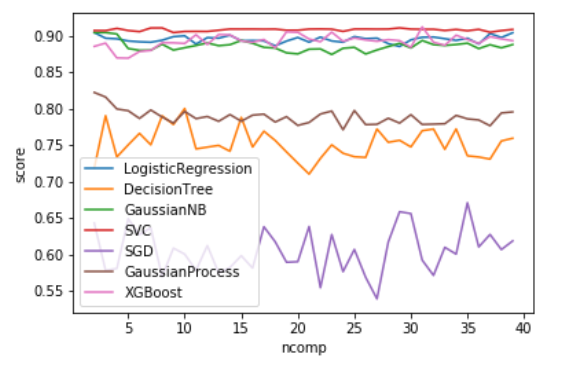 0.90
0.85
0.80
0.75
0.70
0.65
0.60
0.55
score
LogisticRegression
DecisionTree
GaussianNB
SVC
SGD
GaussianProcess
XGBoost
5 10 15 20 25 30 35 40
ncomp